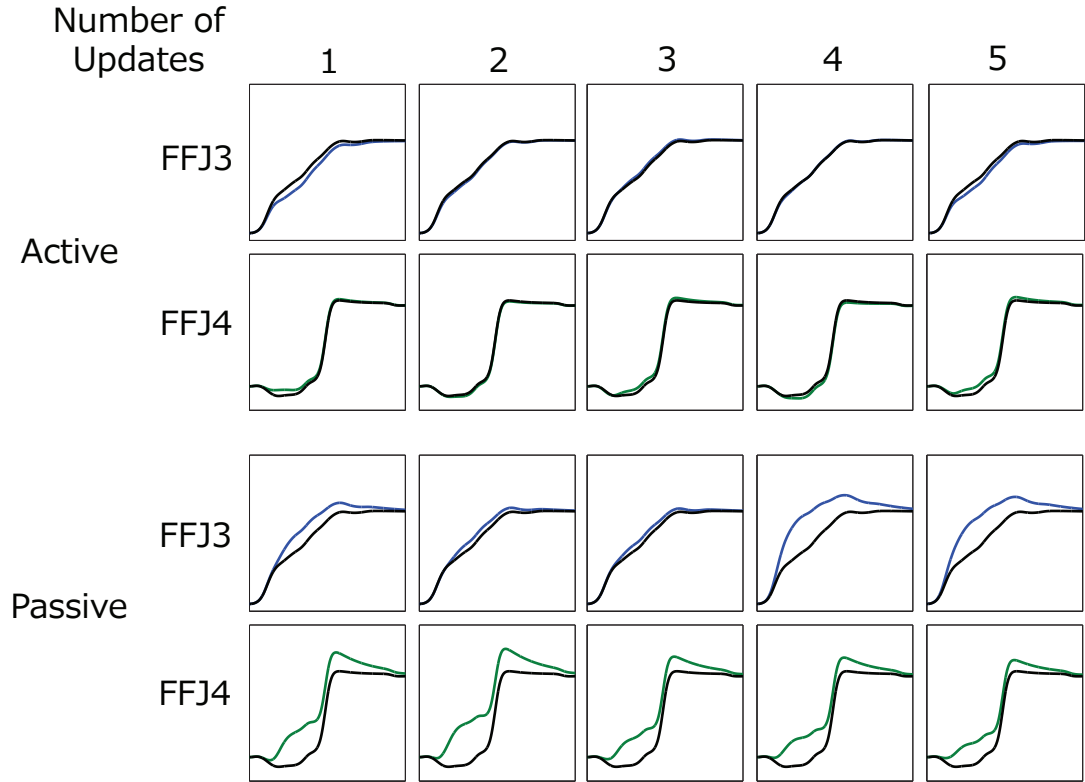 Number of
Updates
1 2 3 4 5
FFJ3
Active
FFJ4
FFJ3
Passive
FFJ4